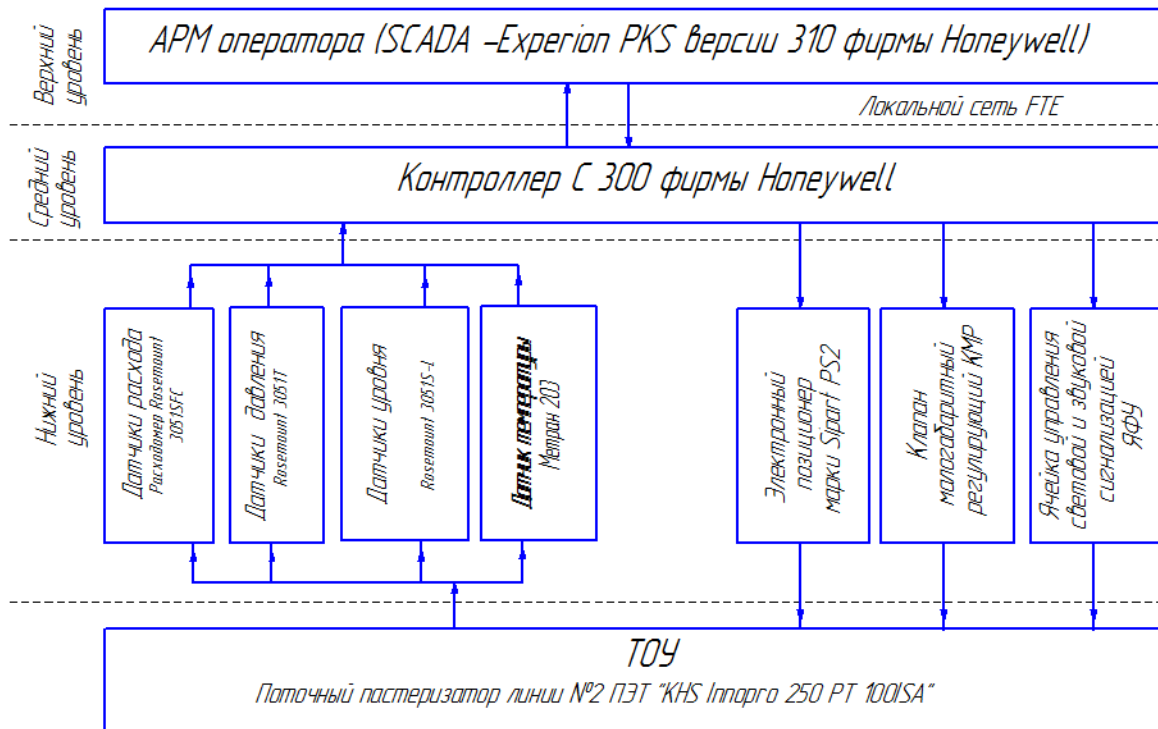 Верхний
уровень
АРМ оператора (SCADA -Experion PKS версии 310 фирмы Honeywell)
Локальной сеть FTE
Средний
уровень
Контроллер С 300 фирмы Honeywell
Нижний
уровень
Датчики расхода
Расходомер Rosemount
3051SFC
Датчики давления
Rosemount 3051T
Датчики уровня
Rosemount 3051S-L
Датчик температуры
Метран 203
Электронный
позиционер
марки Sipart PS2
Клапан
малогабаритный
регулирующий КМР
Ячейка управления
световой и звуковой
сигнализацией
ЯФУ
ТОУ
Поточный пастеризатор линии №2 ПЭТ "KHS Innopro 250 PT 100ISA"